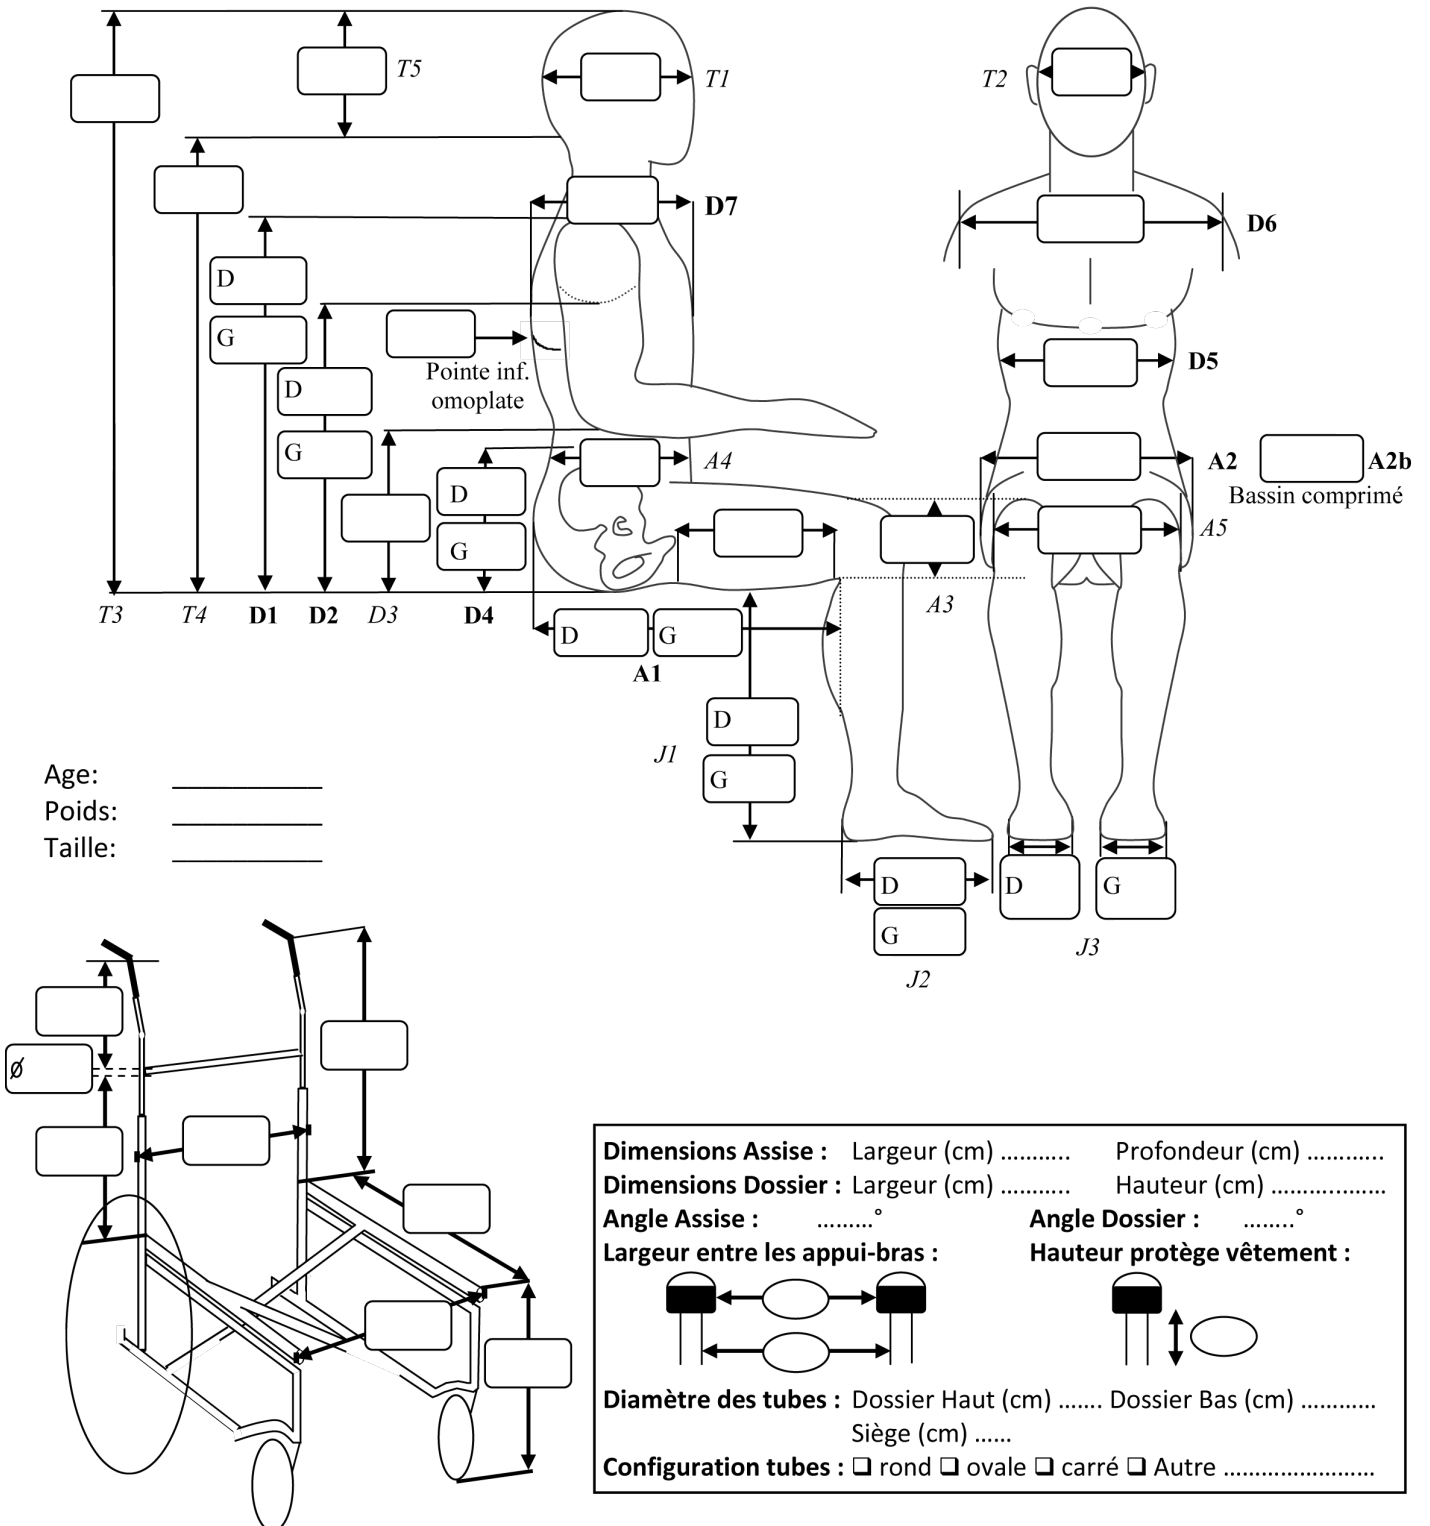 T5
T1
T2
D7
D6
D
G
D
G
Pointe inf.
omoplate
D5
A4
A2
A2b
Bassin comprimé
D
G
A5
A3
T3 T4 D1 D2 D3 D4
D G
A1
D
J1
G
Age: ___________
Poids: ___________
Taille: ___________
D D G
G
J3
J2
Ø
Dimensions Assise : Largeur (cm) ........... Profondeur (cm) ............
Dimensions Dossier : Largeur (cm) ........... Hauteur (cm) ..................
Angle Assise : .........° Angle Dossier : ........°
Largeur entre les appui-bras : Hauteur protège vêtement :
Diamètre des tubes : Dossier Haut (cm) ....... Dossier Bas (cm) ............
Siège (cm) ......
Configuration tubes : ❑ rond ❑ ovale ❑ carré ❑ Autre ........................